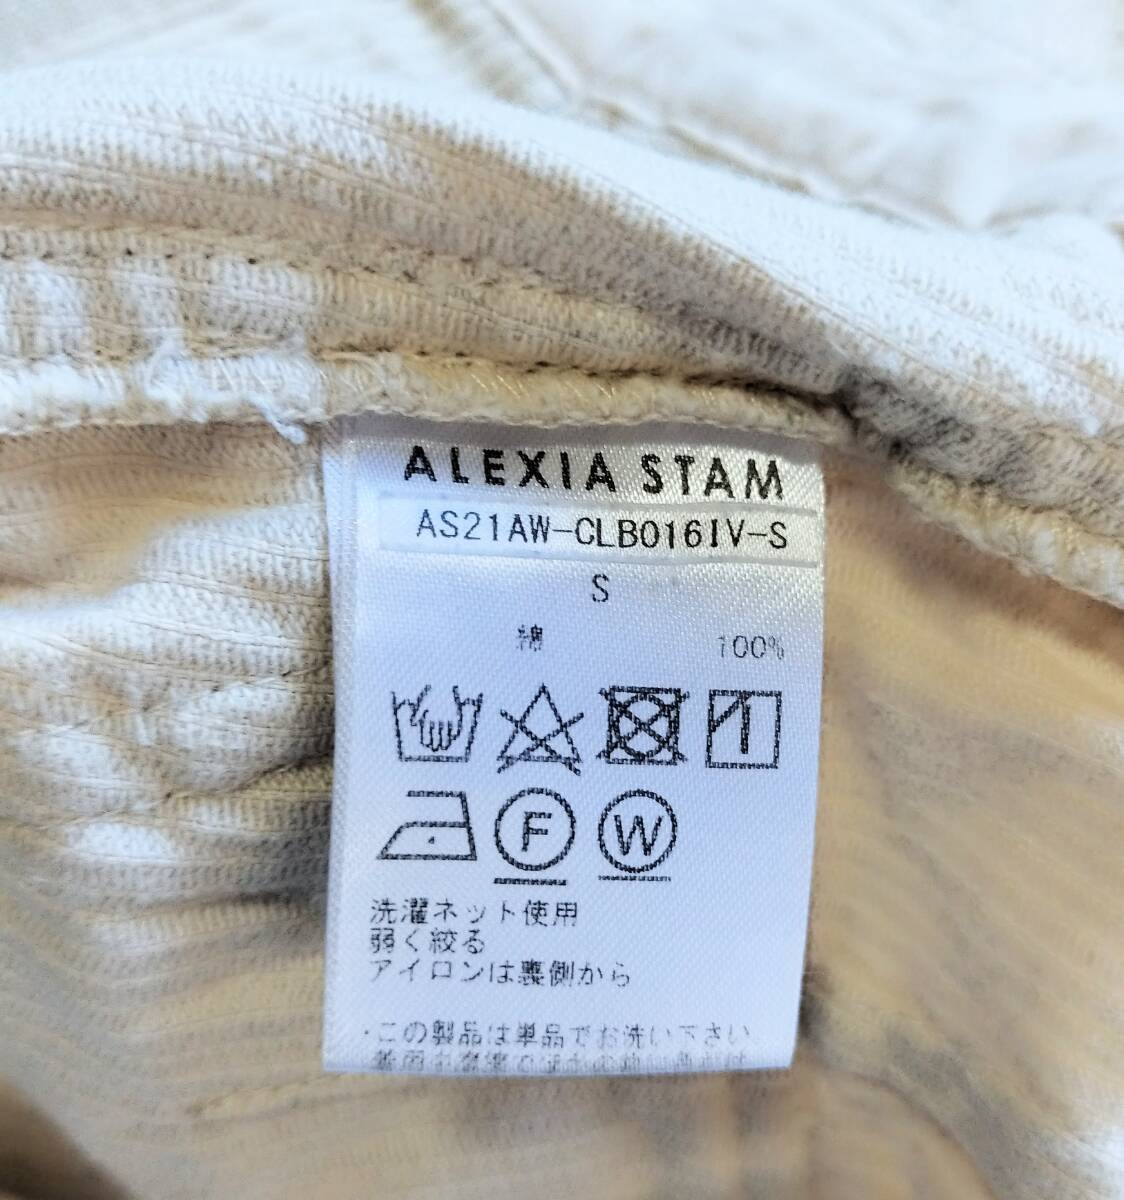 ALEXIA STAM
AS21AW-CLB016IV-S
S
綿 100%
F W
洗濯ネット使用
弱く絞る
アイロンは裏側から
・この製品は単品でお洗い下さい